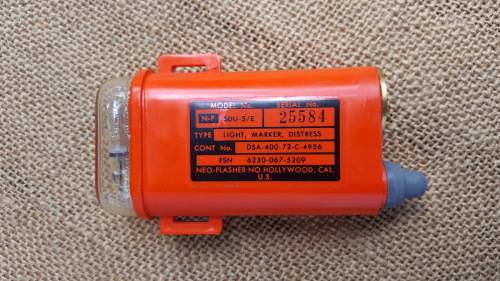 MODEL No. SERIAL No.
N-F SDU-5/E 25584
TYPE LIGHT, MARKER, DISTRESS
CONT No. DSA-400-72-C-4956
FSN 6230-067-5209
NEO-FLASHER NO. HOLLYWOOD, CAL.
U.S.